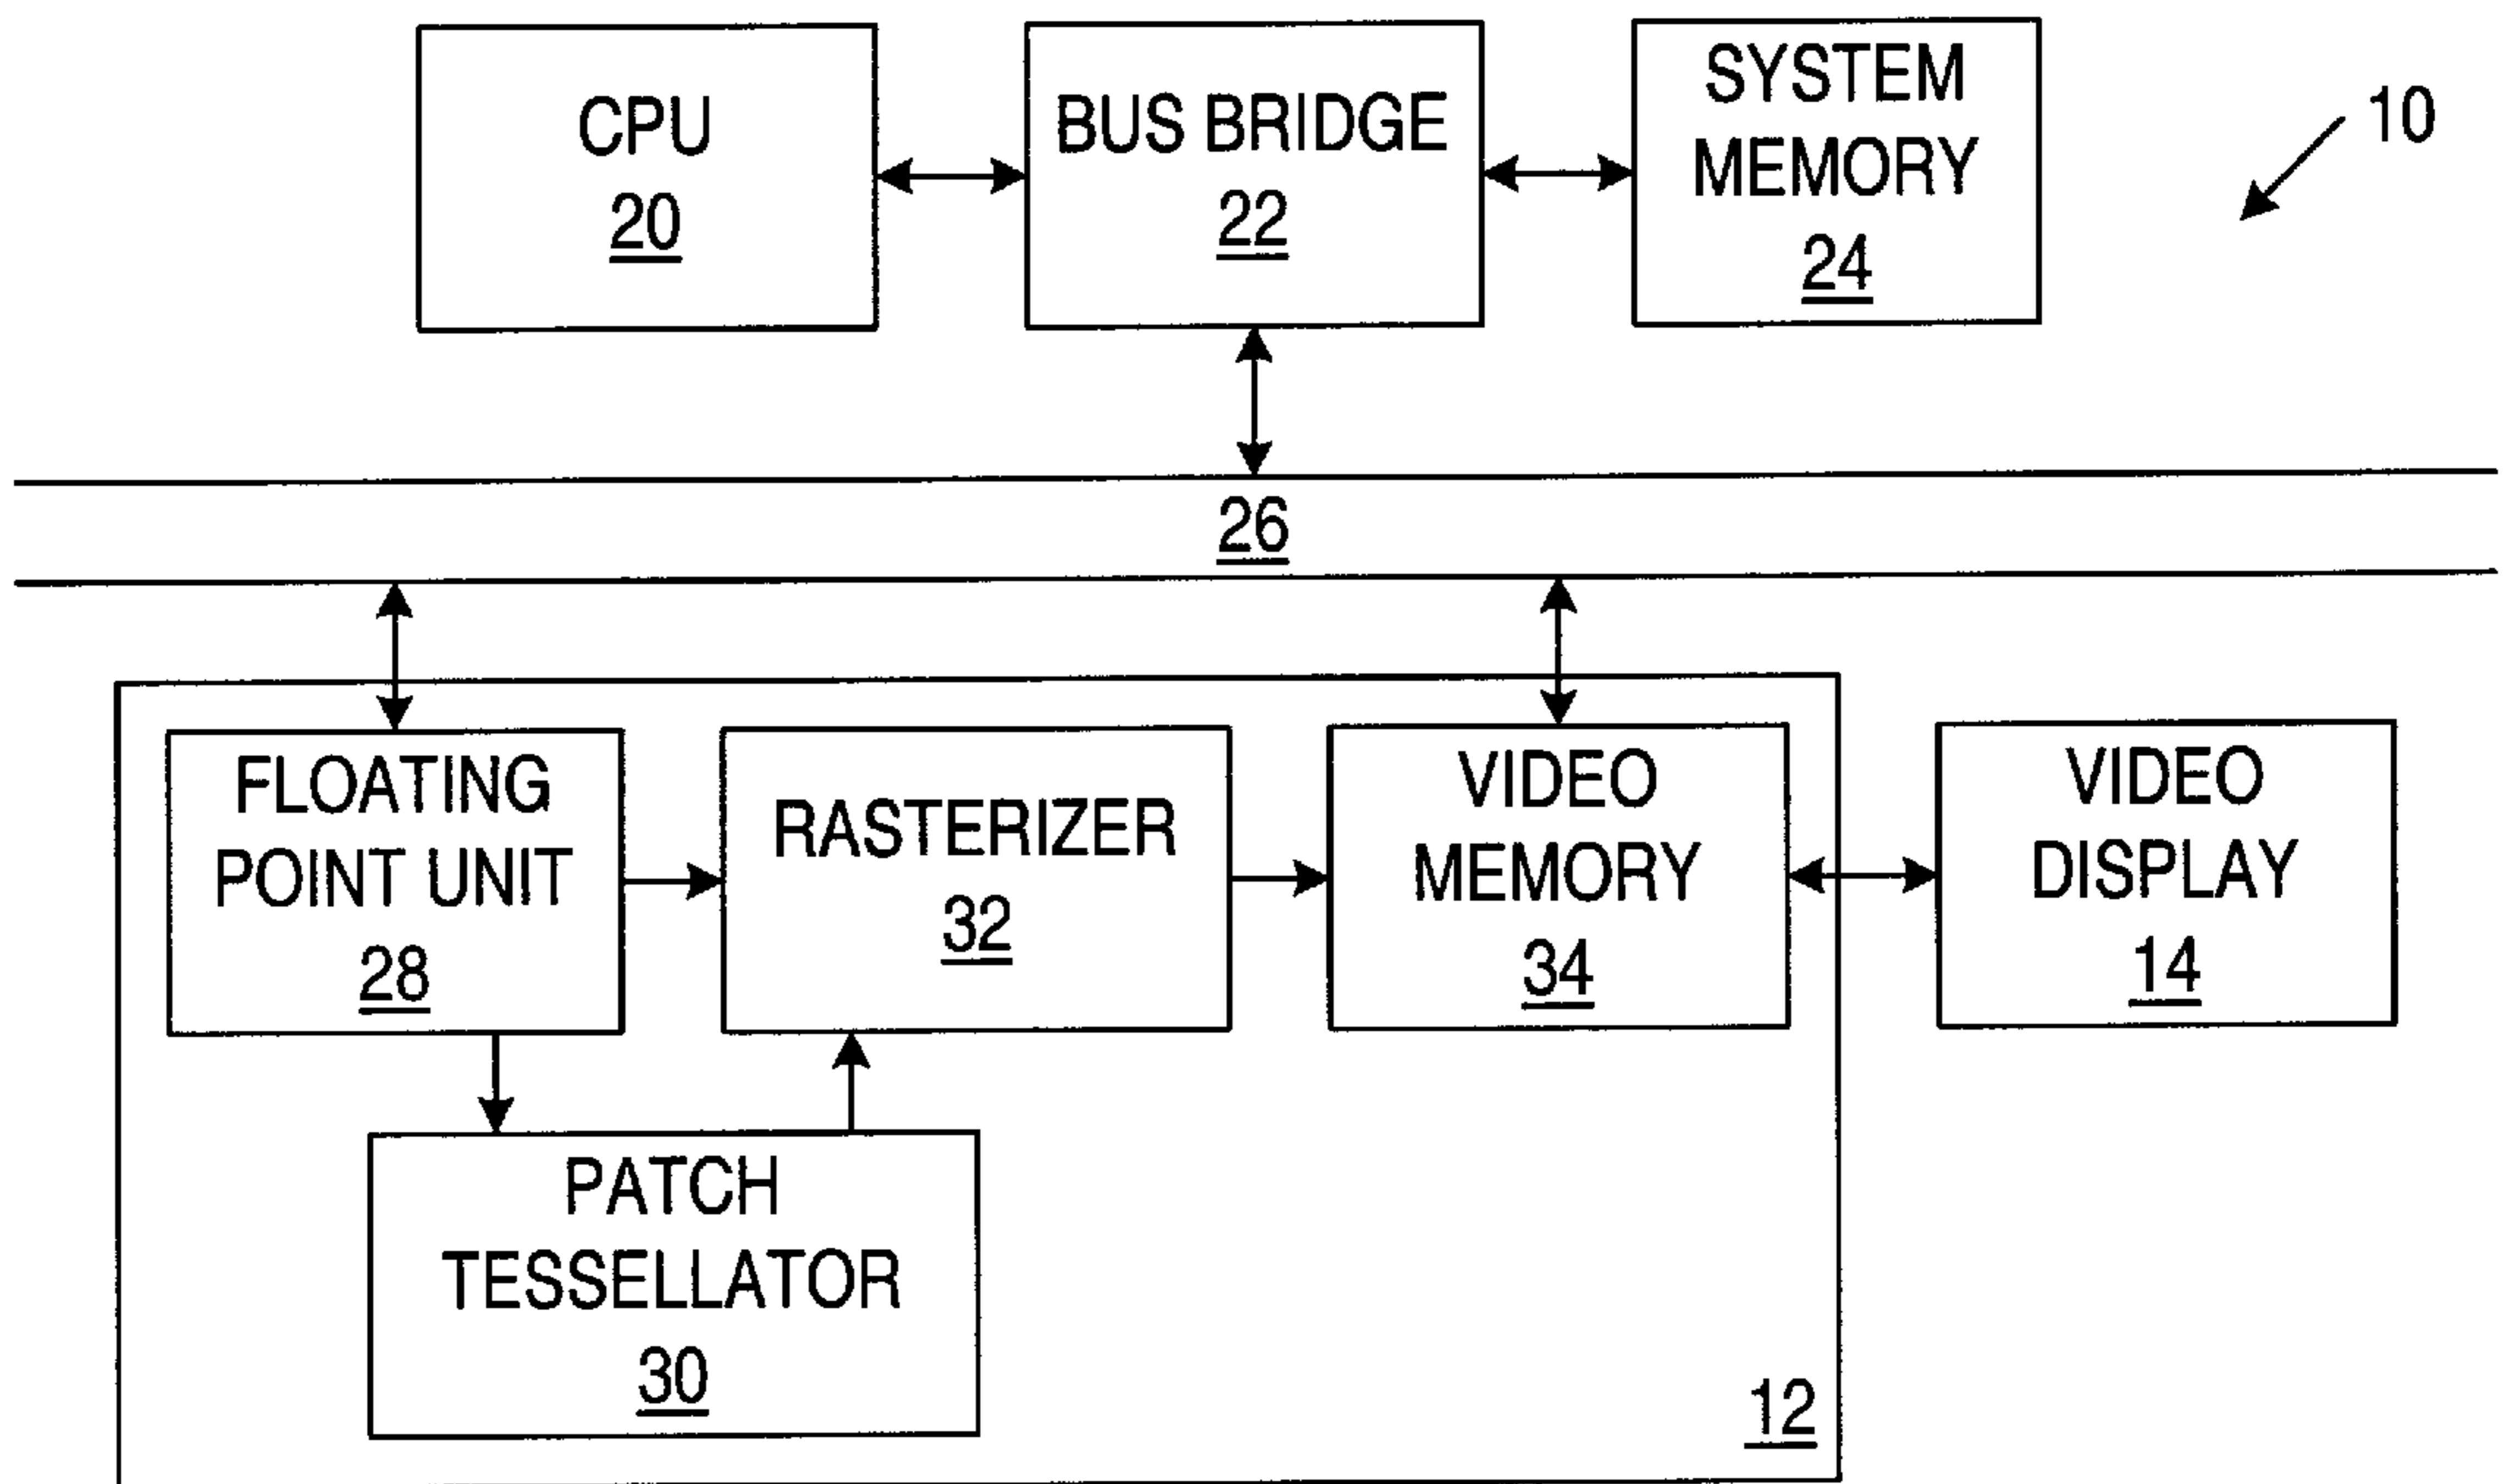 CPU
20
BUS BRIDGE
22
SYSTEM
MEMORY
24
10
26
FLOATING
POINT UNIT
28
RASTERIZER
32
VIDEO
MEMORY
34
VIDEO
DISPLAY
14
PATCH
TESSELLATOR
30
12